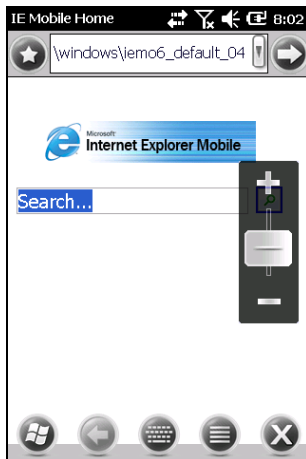 IE Mobile Home 8:02
\windows\iemo6_default_04
Microsoft
Internet Explorer Mobile
Search...